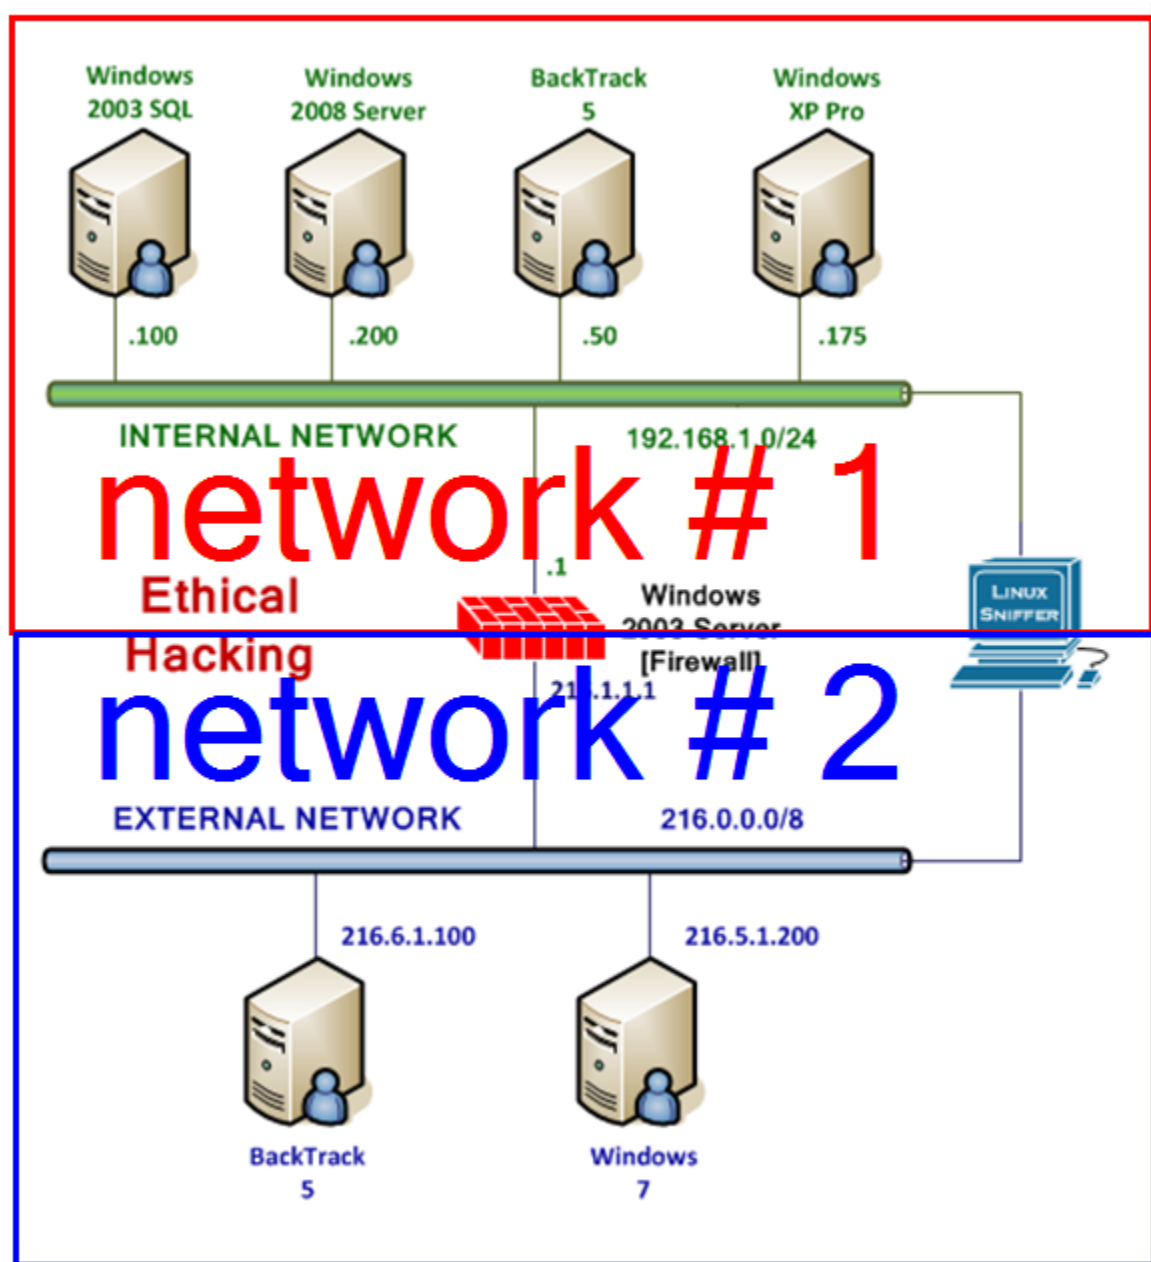 Windows
2003 SQL
Windows
2008 Server
BackTrack
5
Windows
XP Pro
.100
.200
.50
.175
INTERNAL NETWORK
192.168.1.0/24
network # 1
.1
Ethical
Hacking
Windows
2003 Server
[Firewall]
LINUX
SNIFFER
network # 2
EXTERNAL NETWORK
216.0.0.0/8
216.6.1.100
216.5.1.200
BackTrack
5
Windows
7